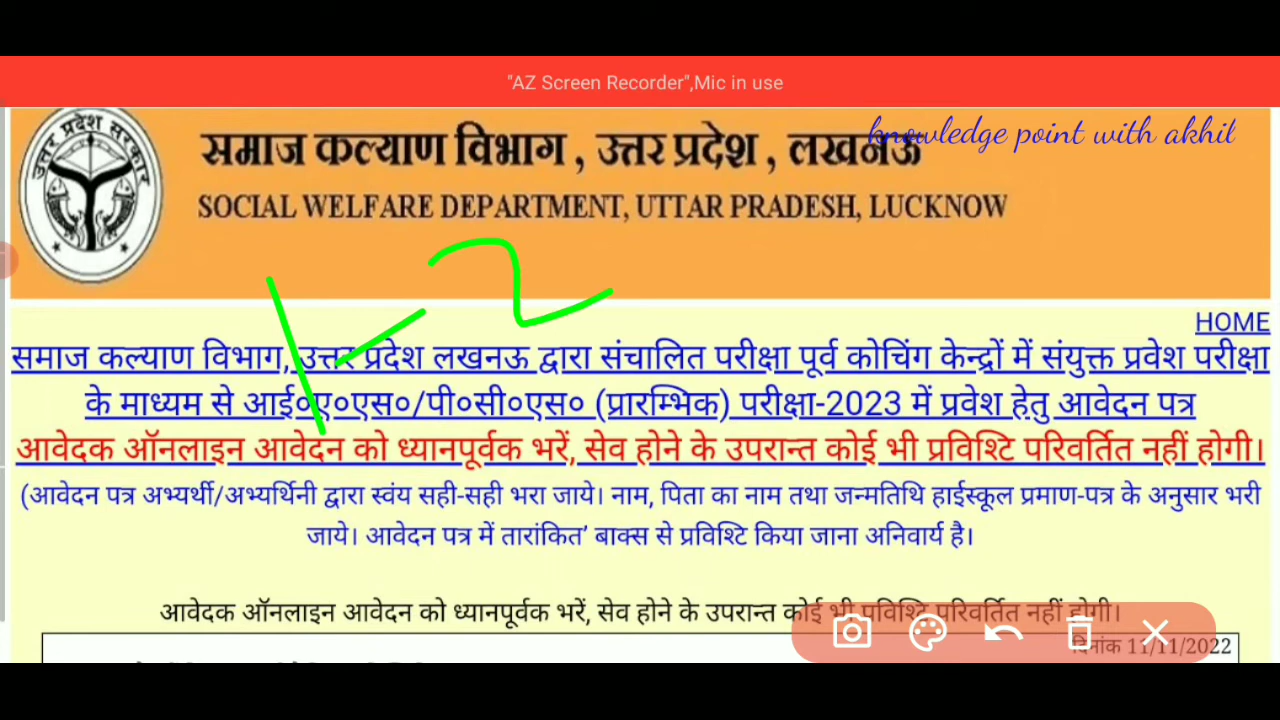 "AZ Screen Recorder",Mic in use
उत्तर प्रदेश सरकार
समाज कल्याण विभाग , उत्तर प्रदेश , लखनऊ
knowledge point with akhil
SOCIAL WELFARE DEPARTMENT, UTTAR PRADESH, LUCKNOW
HOME
समाज कल्याण विभाग, उत्तर प्रदेश लखनऊ द्वारा संचालित परीक्षा पूर्व कोचिंग केन्द्रों में संयुक्त प्रवेश परीक्षा
के माध्यम से आई०ए०एस०/पी०सी०एस० (प्रारम्भिक) परीक्षा-2023 में प्रवेश हेतु आवेदन पत्र
आवेदक ऑनलाइन आवेदन को ध्यानपूर्वक भरें, सेव होने के उपरान्त कोई भी प्रविश्टि परिवर्तित नहीं होगी।
(आवेदन पत्र अभ्यर्थी/अभ्यर्थिनी द्वारा स्वंय सही-सही भरा जाये। नाम, पिता का नाम तथा जन्मतिथि हाईस्कूल प्रमाण-पत्र के अनुसार भरी
जाये। आवेदन पत्र में तारांकित’ बाक्स से प्रविश्टि किया जाना अनिवार्य है।
आवेदक ऑनलाइन आवेदन को ध्यानपूर्वक भरें, सेव होने के उपरान्त कोई भी प्रविश्टि परिवर्तित नहीं होगी।
दिनांक 11/11/2022